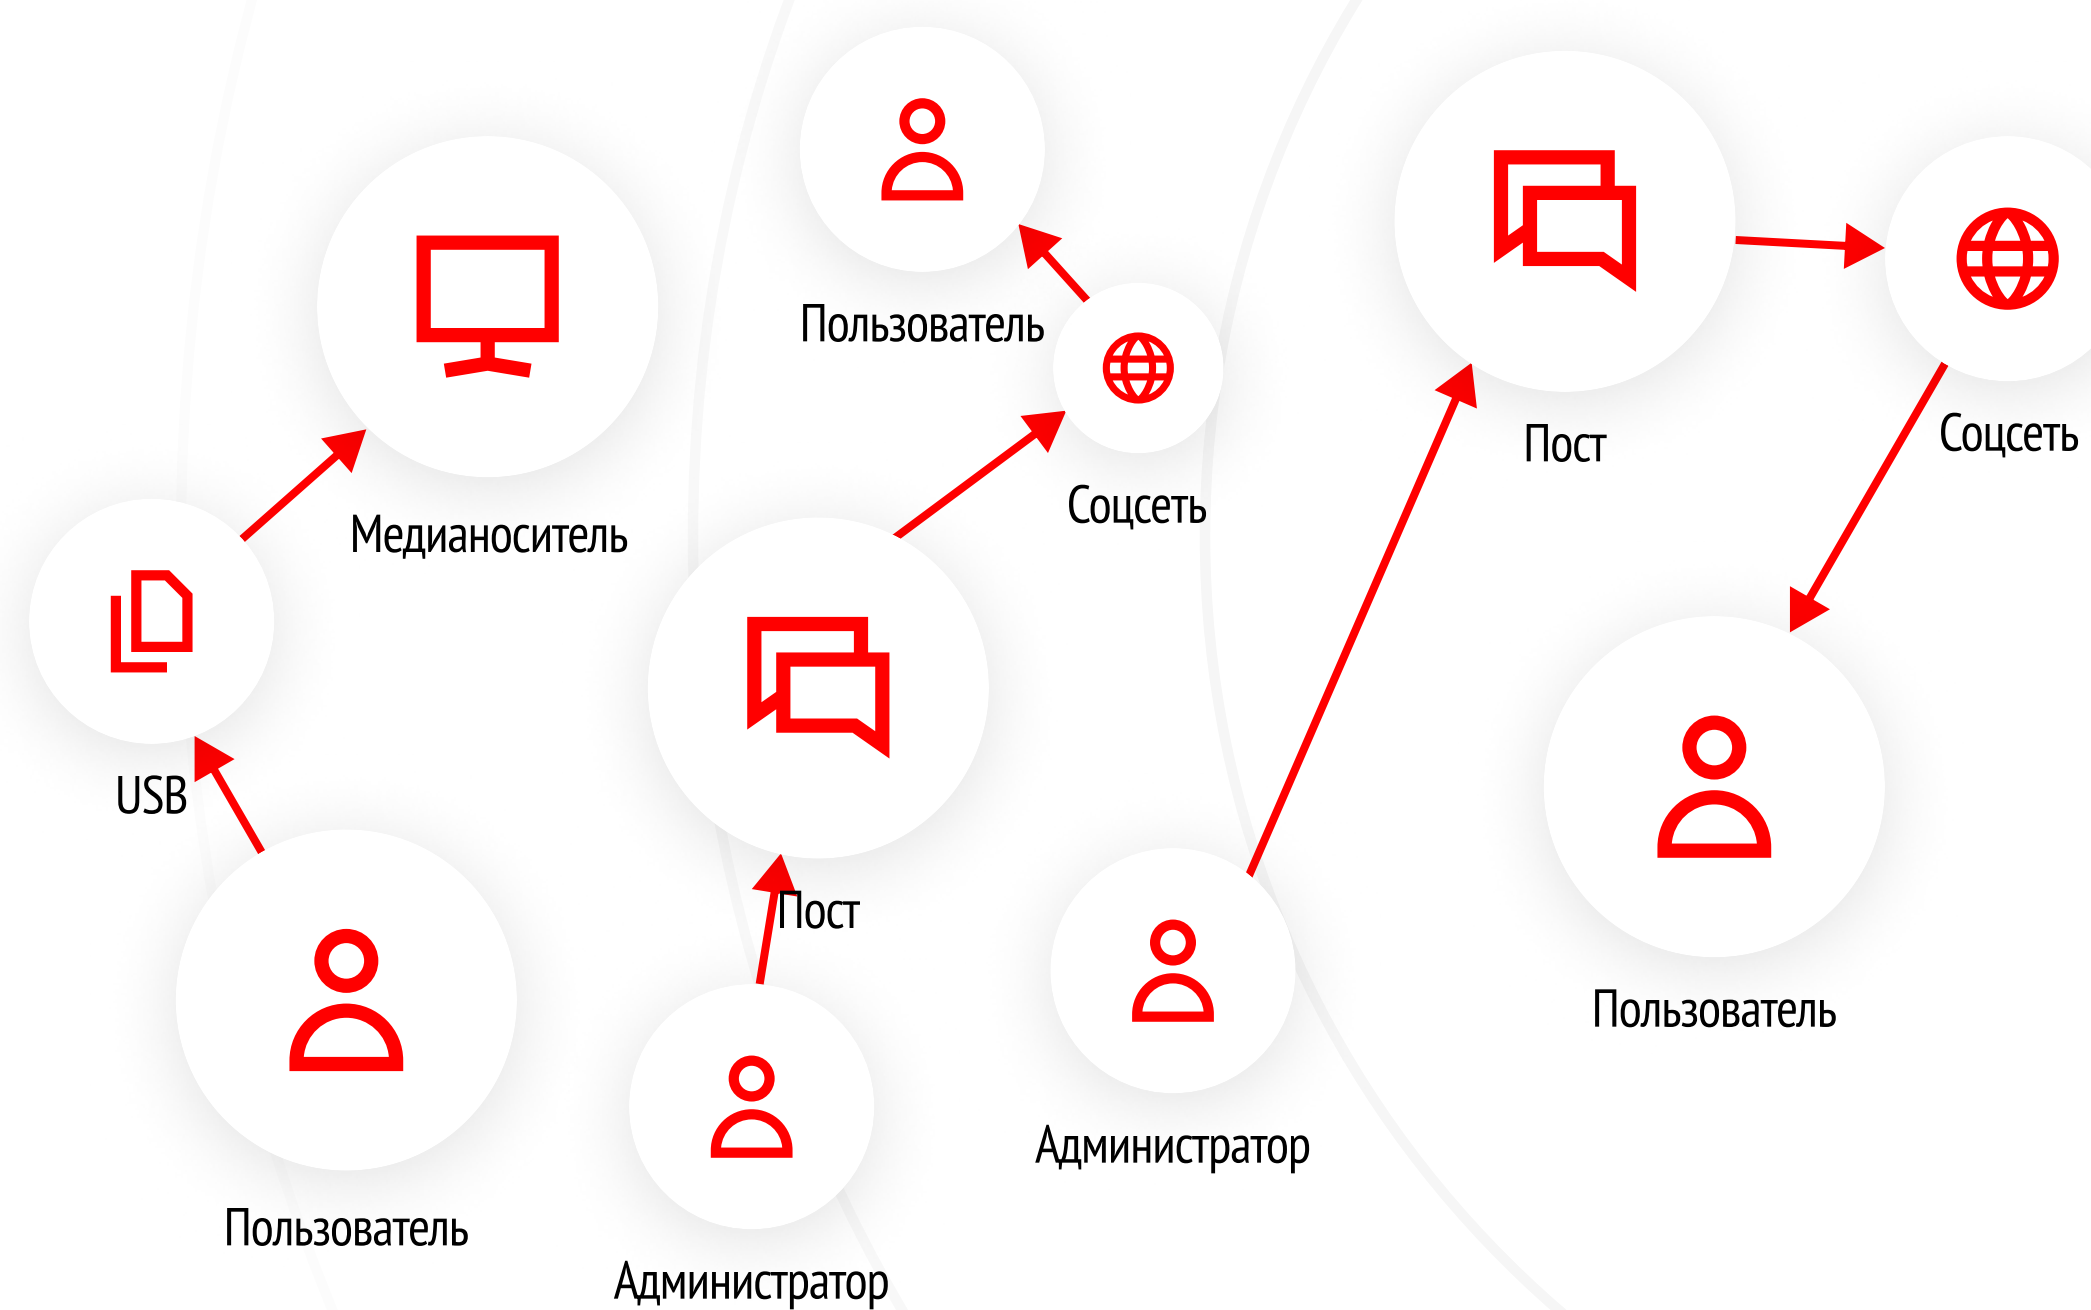 Пользователь
Пост
Соцсеть
Соцсеть
Медианоситель
USB
Пост
Пользователь
Администратор
Пользователь
Администратор